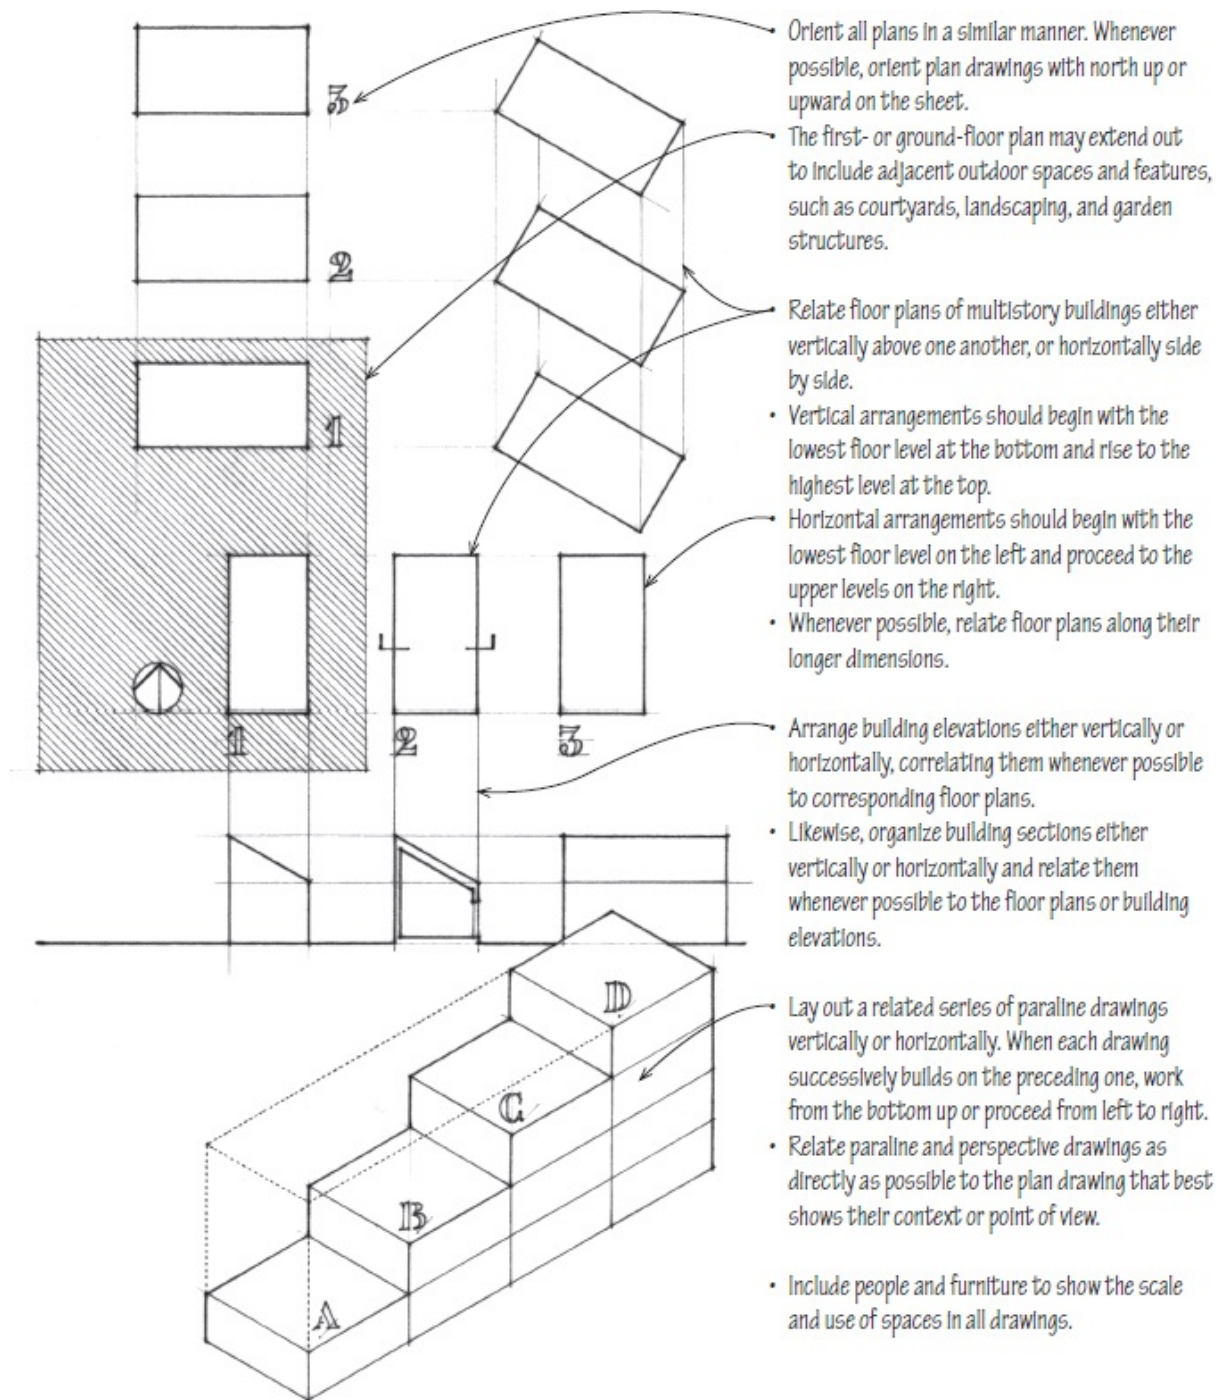 • Orient all plans in a similar manner. Whenever
possible, orient plan drawings with north up or
upward on the sheet.
• The first- or ground-floor plan may extend out
to include adjacent outdoor spaces and features,
such as courtyards, landscaping, and garden
structures.
• Relate floor plans of multistory buildings either
vertically above one another, or horizontally side
by side.
• Vertical arrangements should begin with the
lowest floor level at the bottom and rise to the
highest level at the top.
• Horizontal arrangements should begin with the
lowest floor level on the left and proceed to the
upper levels on the right.
• Whenever possible, relate floor plans along their
longer dimensions.
• Arrange building elevations either vertically or
horizontally, correlating them whenever possible
to corresponding floor plans.
• Likewise, organize building sections either
vertically or horizontally and relate them
whenever possible to the floor plans or building
elevations.
• Lay out a related series of paraline drawings
vertically or horizontally. When each drawing
successively builds on the preceding one, work
from the bottom up or proceed from left to right.
• Relate paraline and perspective drawings as
directly as possible to the plan drawing that best
shows their context or point of view.
• Include people and furniture to show the scale
and use of spaces in all drawings.
3
2
1
1 2 3
D
C
B
A